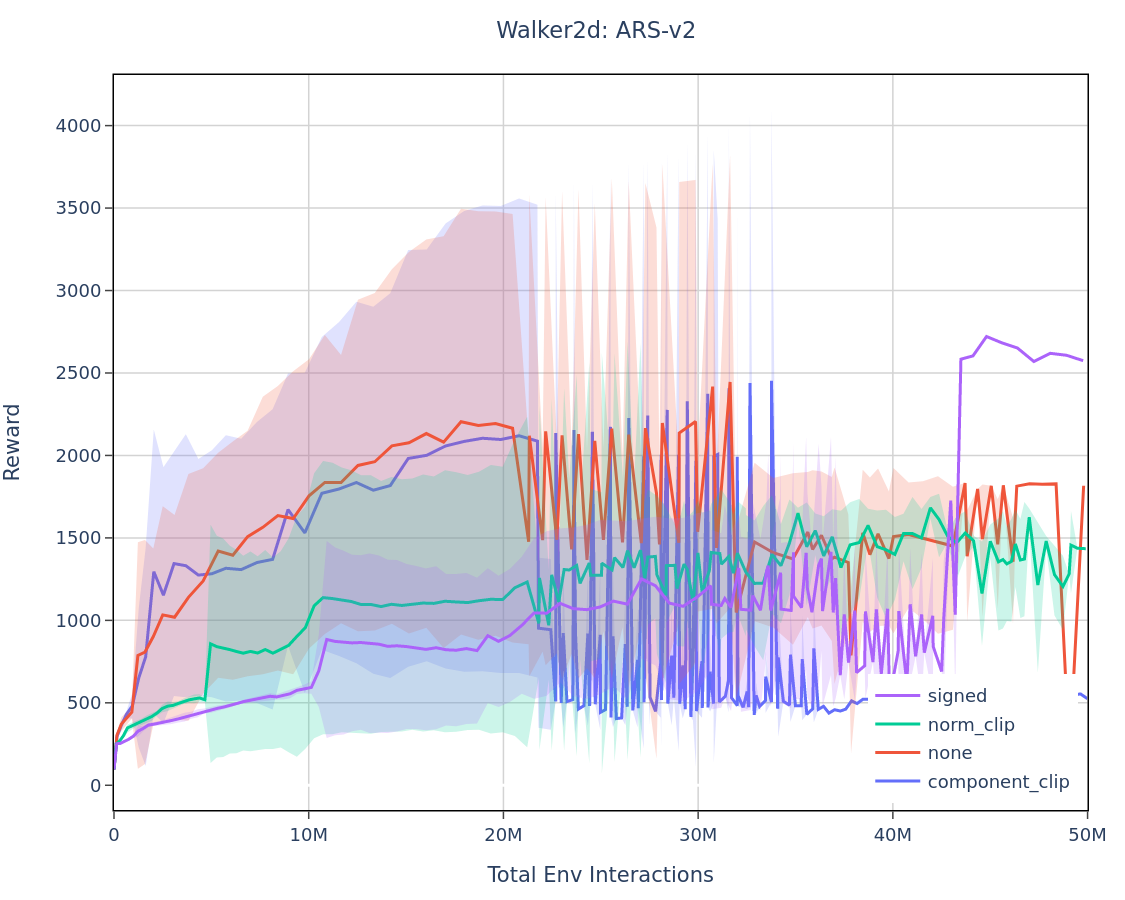 Walker2d: ARS-v2
Reward
4000
3500
3000
2500
2000
1500
1000
500
0
signed
norm_clip
none
component_clip
0
10M
20M
30M
40M
50M
Total Env Interactions